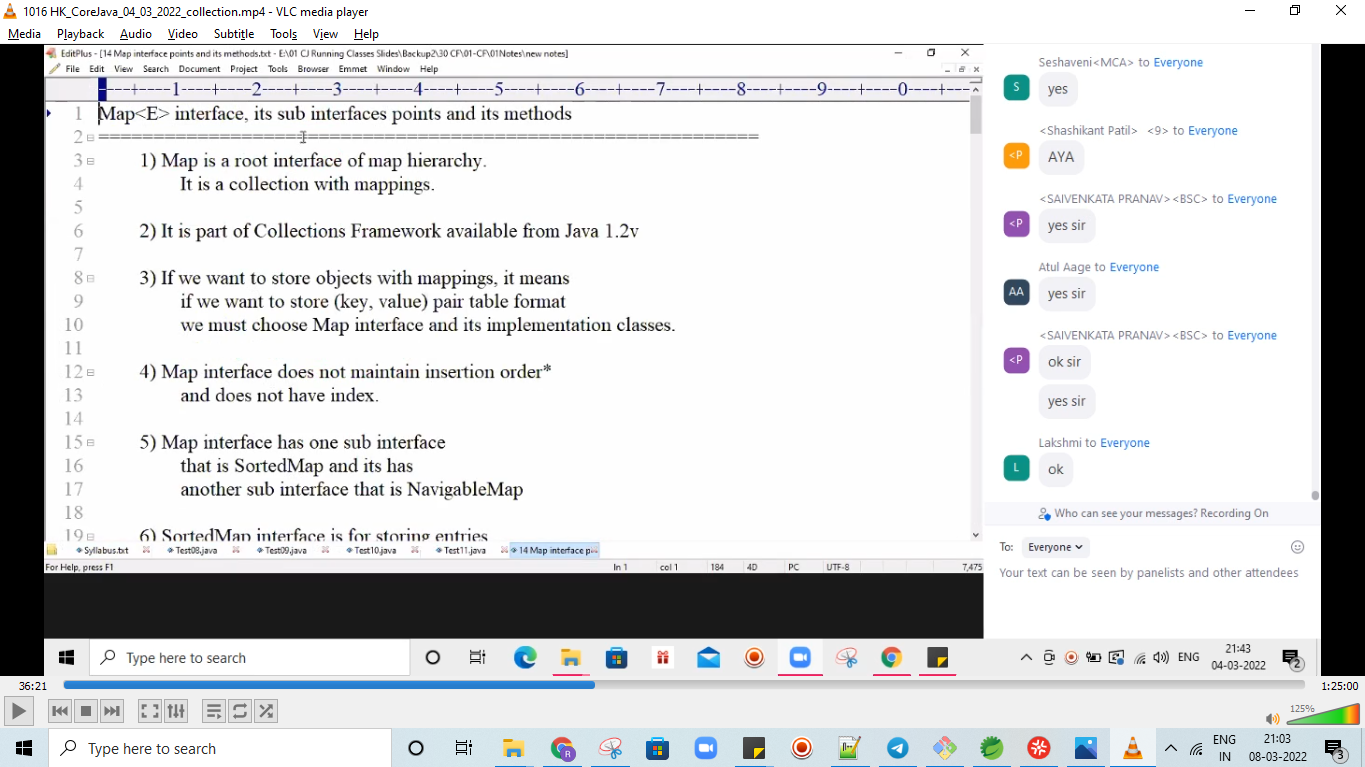 1016 HK_CoreJava_04_03_2022_collection.mp4 - VLC media player
Media Playback Audio Video Subtitle Tools View Help
EditPlus - [14 Map interface points and its methods.txt - E:\01 CJ Running Classes Slides\Backup2\30 CF\01-CF\01Notes\new notes]
File Edit View Search Document Project Tools Browser Emmet Window Help
----+----1----+----2----+----3----+----4----+----5----+----6----+----7----+----8----+----9----+----0----+---
1 Map<E> interface, its sub interfaces points and its methods
2 =============================================================
3 1) Map is a root interface of map hierarchy.
4 It is a collection with mappings.
5
6 2) It is part of Collections Framework available from Java 1.2v
7
8 3) If we want to store objects with mappings, it means
9 if we want to store (key, value) pair table format
10 we must choose Map interface and its implementation classes.
11
12 4) Map interface does not maintain insertion order*
13 and does not have index.
14
15 5) Map interface has one sub interface
16 that is SortedMap and its has
17 another sub interface that is NavigableMap
18
19 6) SortedMap interface is for storing entries
Syllabus.txt Test08.java Test09.java Test10.java Test11.java 14 Map interface p
For Help, press F1 ln 1 col 1 184 4D PC UTF-8 7,475
Seshaveni<MCA> to Everyone
S yes
<Shashikant Patil> <9> to Everyone
<P AYA
<SAIVENKATA PRANAV><BSC> to Everyone
<P yes sir
Atul Aage to Everyone
AA yes sir
<SAIVENKATA PRANAV><BSC> to Everyone
<P ok sir
yes sir
Lakshmi to Everyone
L ok
Who can see your messages? Recording On
To: Everyone
Your text can be seen by panelists and other attendees
Type here to search
ENG
21:43
04-03-2022
2
36:21
1:25:00
125%
Type here to search
R
ENG
IN
21:03
08-03-2022
3